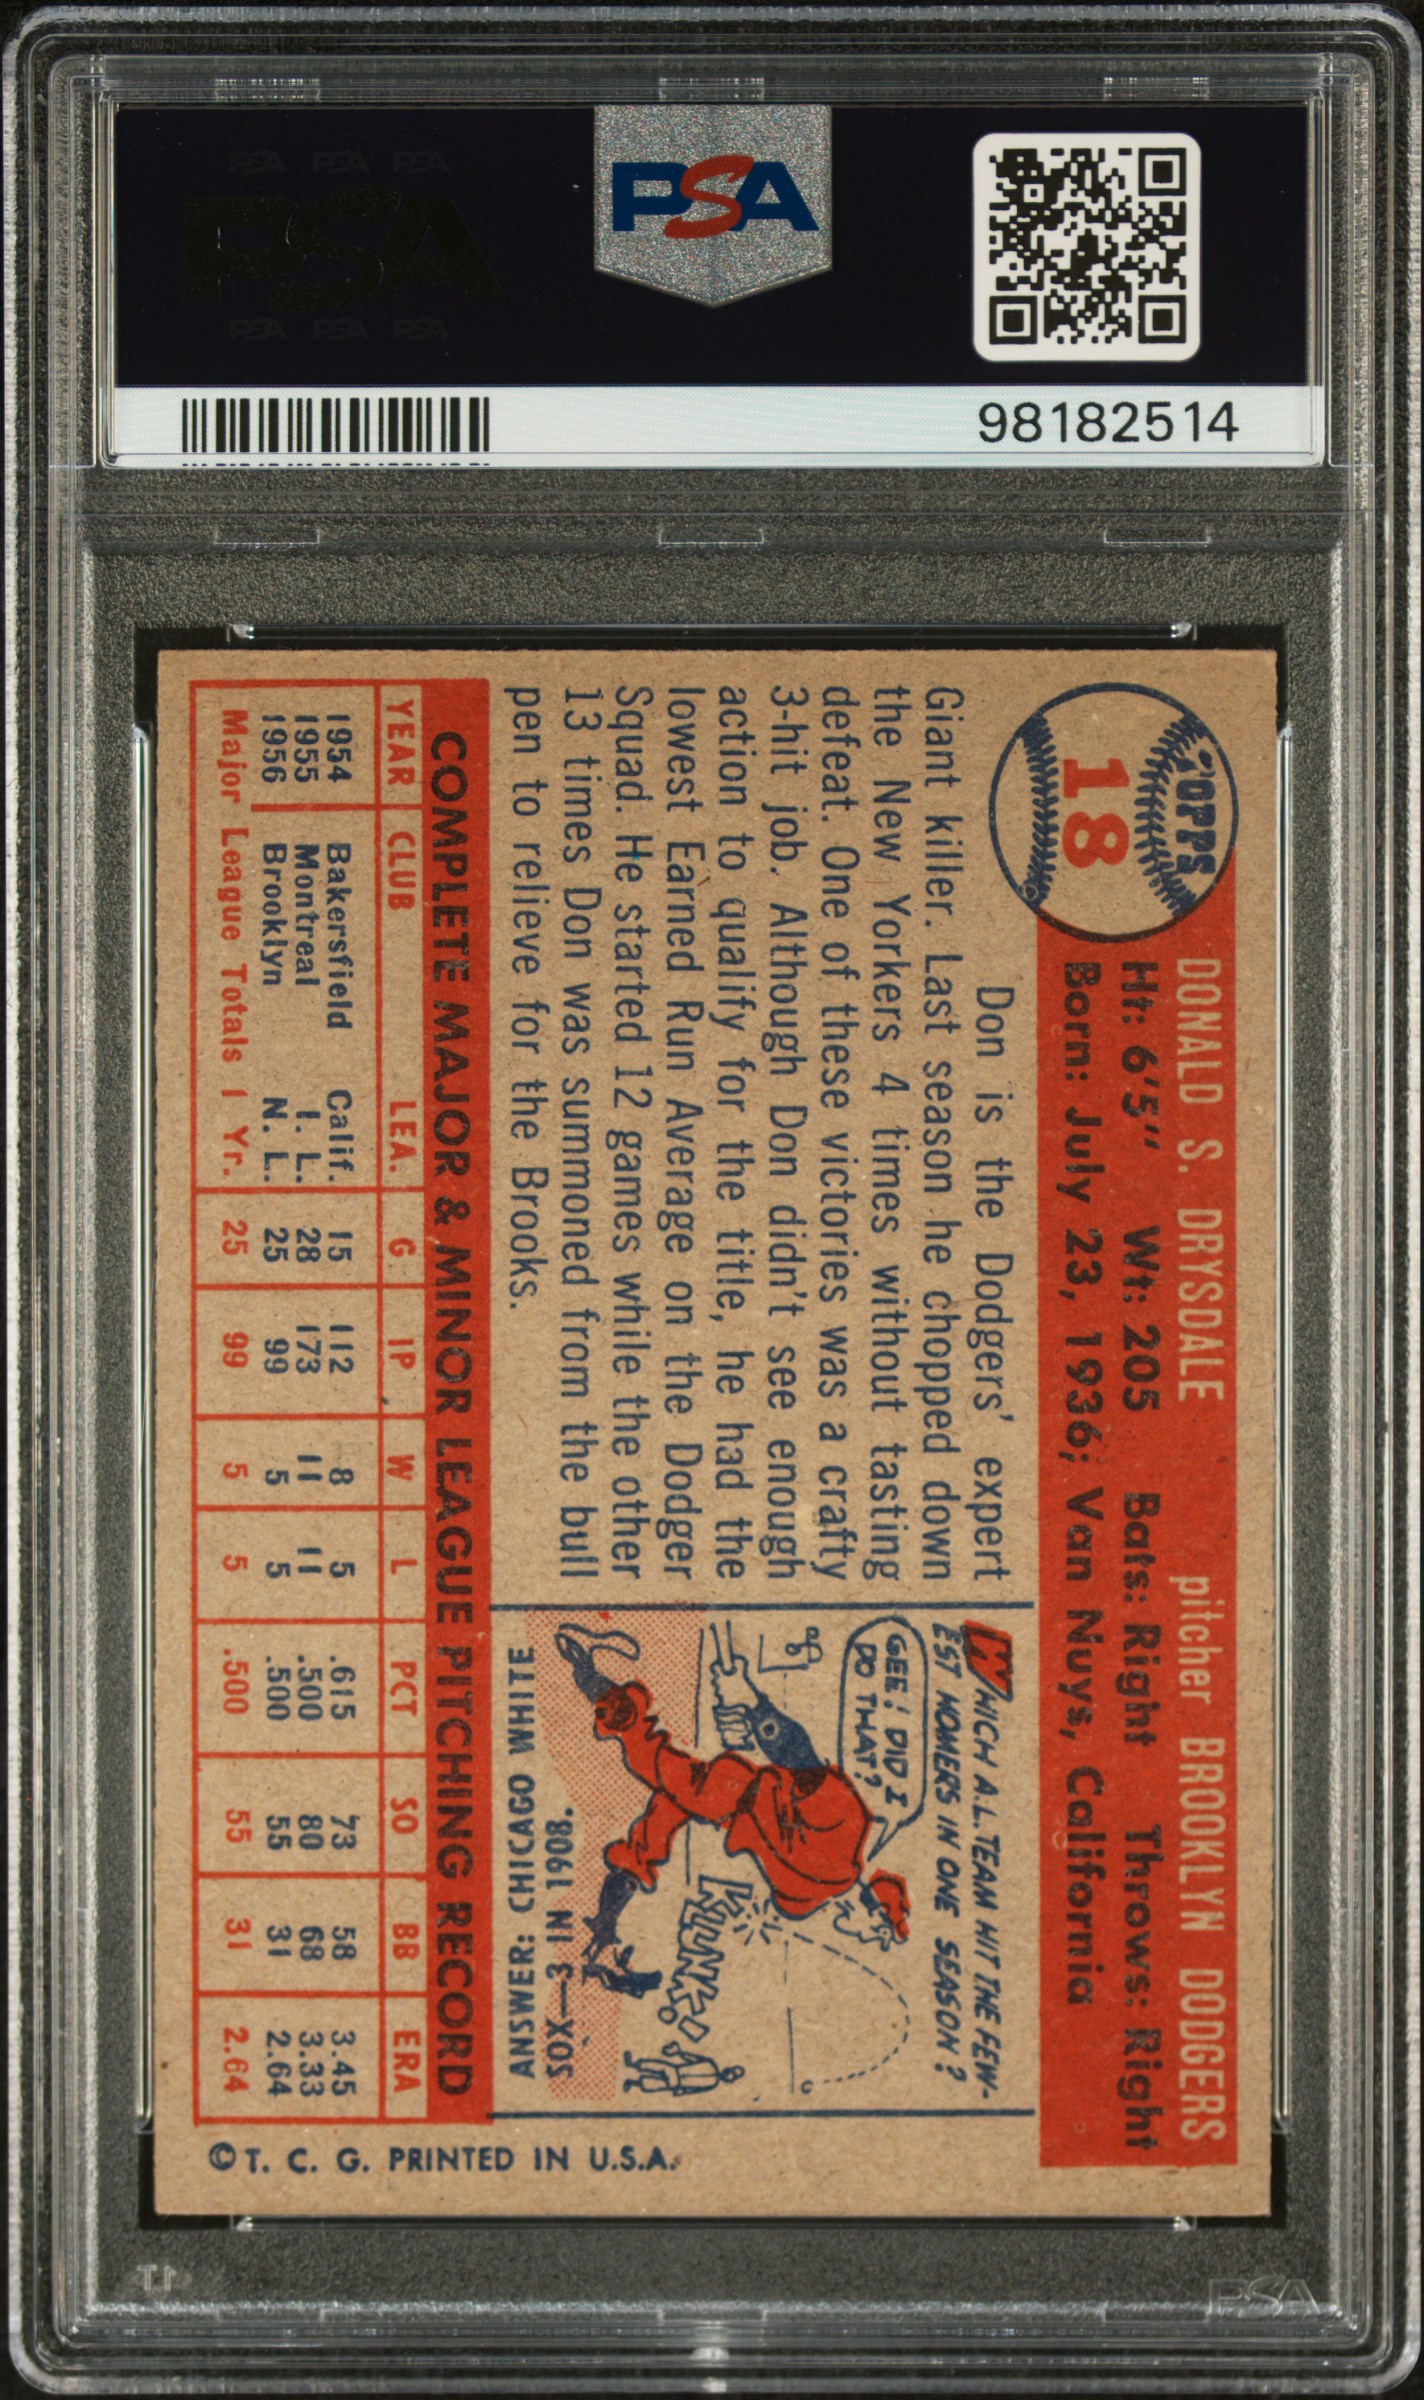 PSA PSA PSA
PSA
PSA PSA PSA
PSA
98182514
TOPPS
18
DONALD S. DRYSDALE pitcher BROOKLYN DODGERS
Ht: 6'5" Wt: 205 Bats: Right Throws: Right
Born: July 23, 1936; Van Nuys, California
Don is the Dodgers' expert
Giant killer. Last season he chopped down
the New Yorkers 4 times without tasting
defeat. One of these victories was a crafty
3-hit job. Although Don didn't see enough
action to qualify for the title, he had the
lowest Earned Run Average on the Dodger
Squad. He started 12 games while the other
13 times Don was summoned from the bull
pen to relieve for the Brooks.
WHICH A.L. TEAM HIT THE FEW-
EST HOMERS IN ONE SEASON?
GEE! DID I
DO THAT?
KLUNK
ANSWER: CHICAGO WHITE
SOX—3 IN 1908.
COMPLETE MAJOR & MINOR LEAGUE PITCHING RECORD
YEAR CLUB LEA. G IP W L PCT SO BB ERA
1954 Bakersfield Calif. 15 112 8 5 .615 73 58 3.45
1955 Montreal I. L. 28 173 11 11 .500 80 68 3.33
1956 Brooklyn N. L. 25 99 5 5 .500 55 31 2.64
Major League Totals 1 Yr. 25 99 5 5 .500 55 31 2.64
©T. C. G. PRINTED IN U.S.A.
PSA